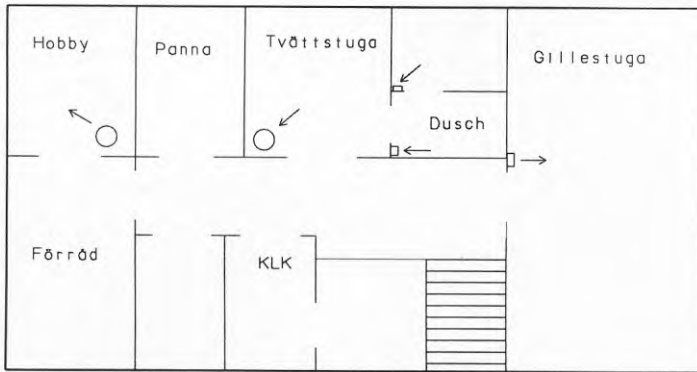 Hobby
Panna
Tvättstuga
Gillestuga
Dusch
Förråd
KLK